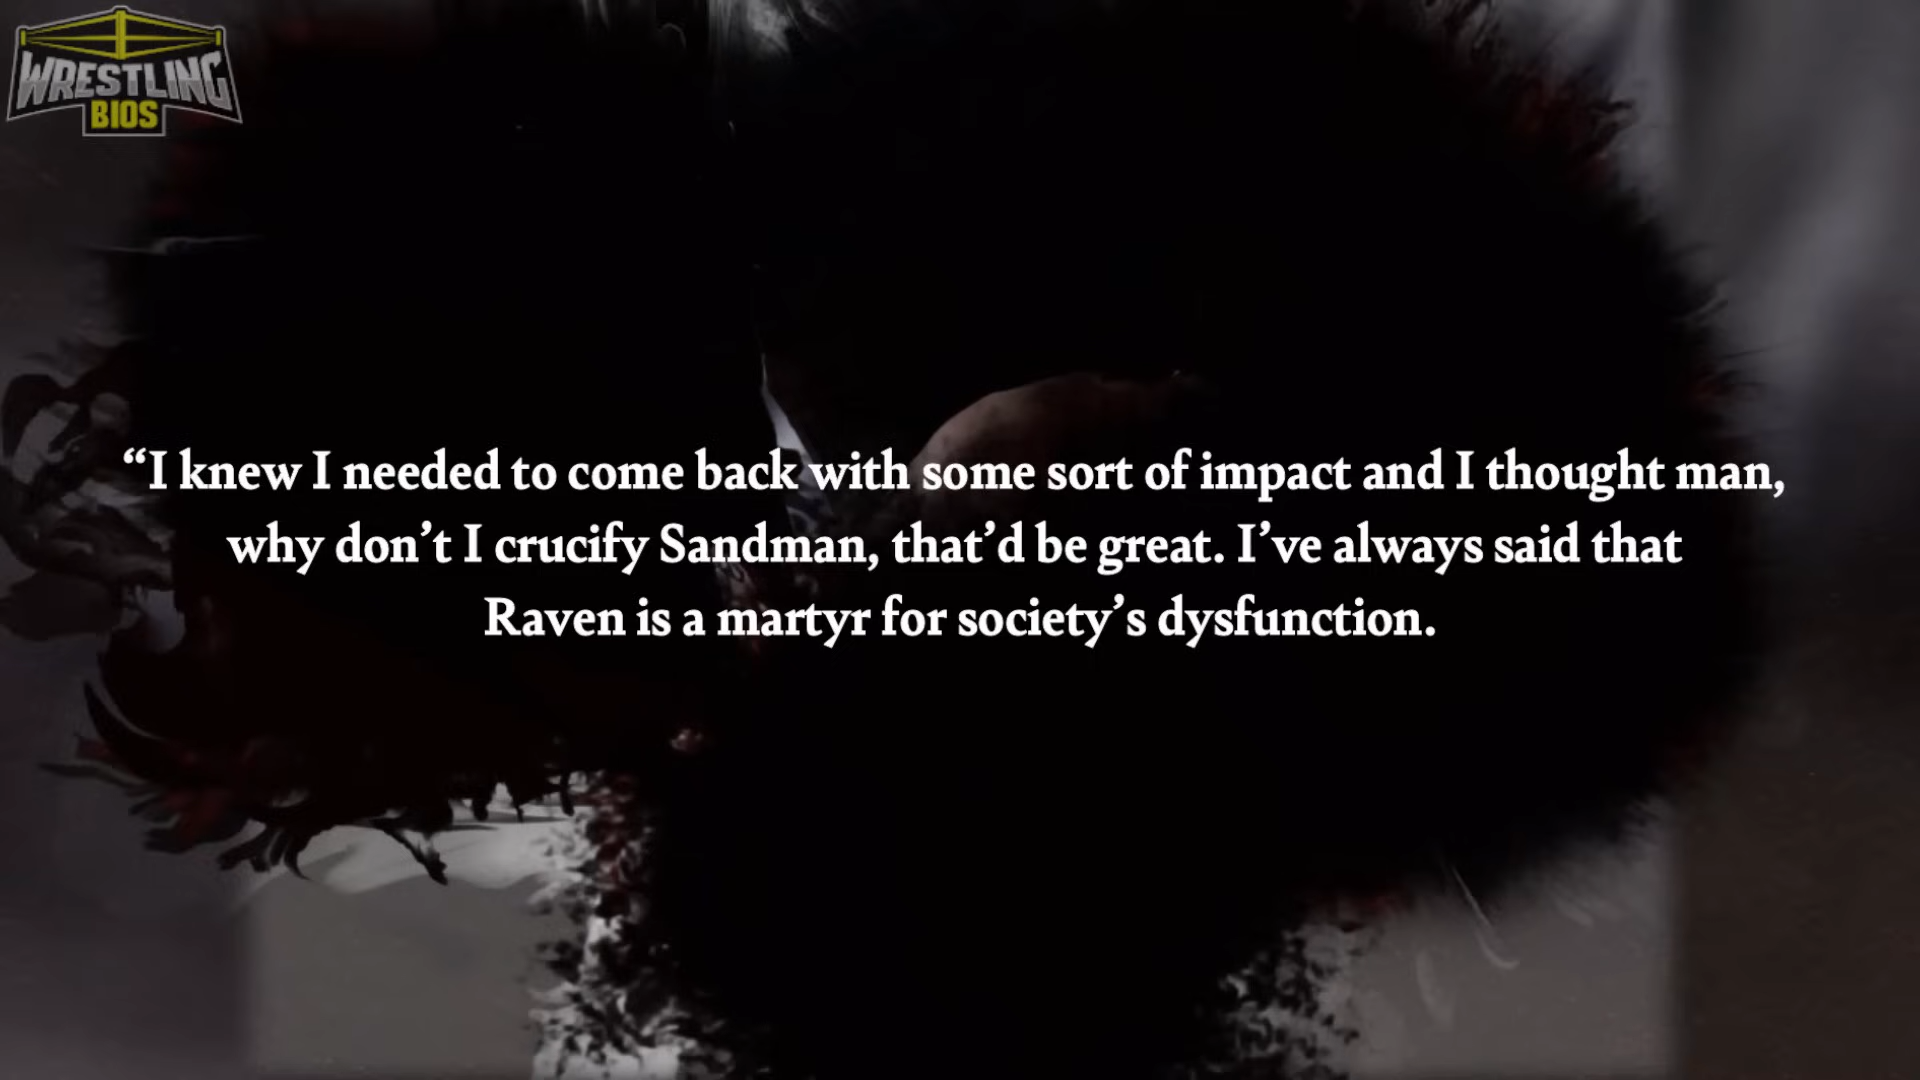 WRESTLING
BIOS
“I knew I needed to come back with some sort of impact and I thought man,
why don’t I crucify Sandman, that’d be great. I’ve always said that
Raven is a martyr for society’s dysfunction.